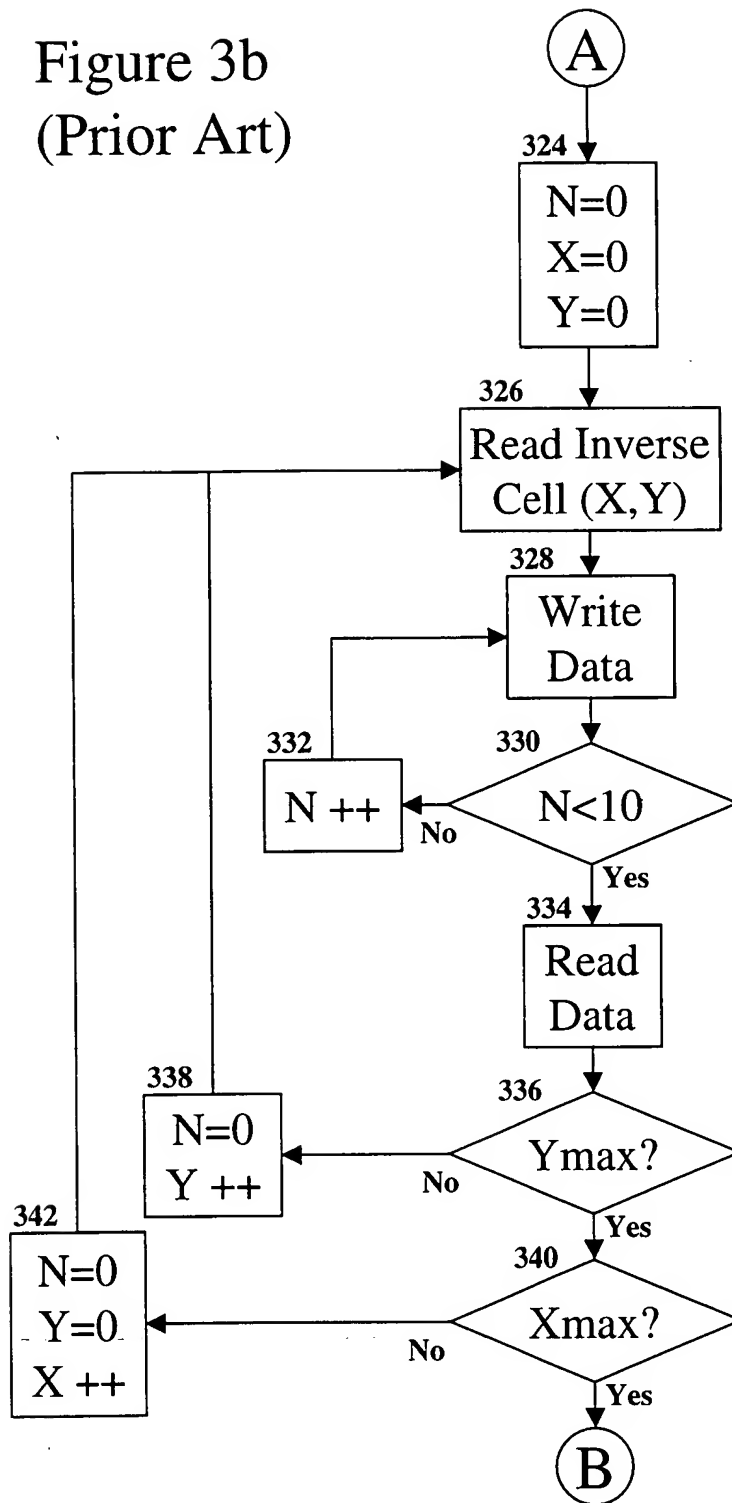 Figure 3b
(Prior Art)
A
324
N=0
X=0
Y=0
326
Read Inverse
Cell (X,Y)
328
Write
Data
332
N ++
330
N<10
No
Yes
334
Read
Data
338
N=0
Y ++
336
Ymax?
No
Yes
342
N=0
Y=0
X ++
340
Xmax?
No
Yes
B